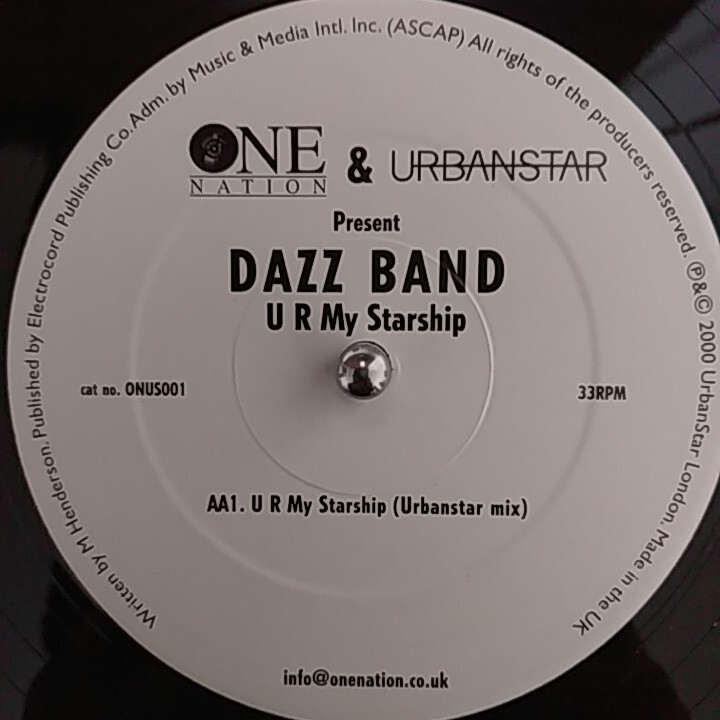 Written by M Henderson. Published by Electrocord Publishing Co. Adm. by Music & Media Intl. Inc. (ASCAP) All rights of the producers reserved. ℗&© 2000 UrbanStar London. Made in the UK
ONE
NATION
& URBANSTAR
Present
DAZZ BAND
U R My Starship
cat no. ONUS001
33RPM
AA1. U R My Starship (Urbanstar mix)
info@onenation.co.uk